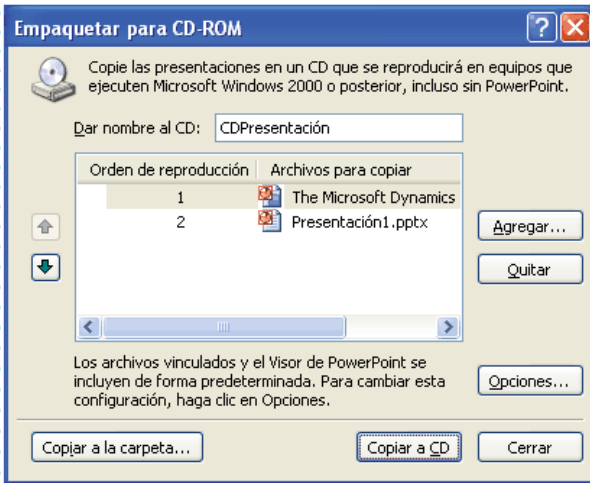 Empaquetar para CD-ROM
Copie las presentaciones en un CD que se reproducirá en equipos que
ejecuten Microsoft Windows 2000 o posterior, incluso sin PowerPoint.
Dar nombre al CD: CDPresentación
Orden de reproducción Archivos para copiar
1 The Microsoft Dynamics
2 Presentación1.pptx
Agregar...
Quitar
Los archivos vinculados y el Visor de PowerPoint se
incluyen de forma predeterminada. Para cambiar esta
configuración, haga clic en Opciones.
Opciones...
Copiar a la carpeta... Copiar a CD Cerrar